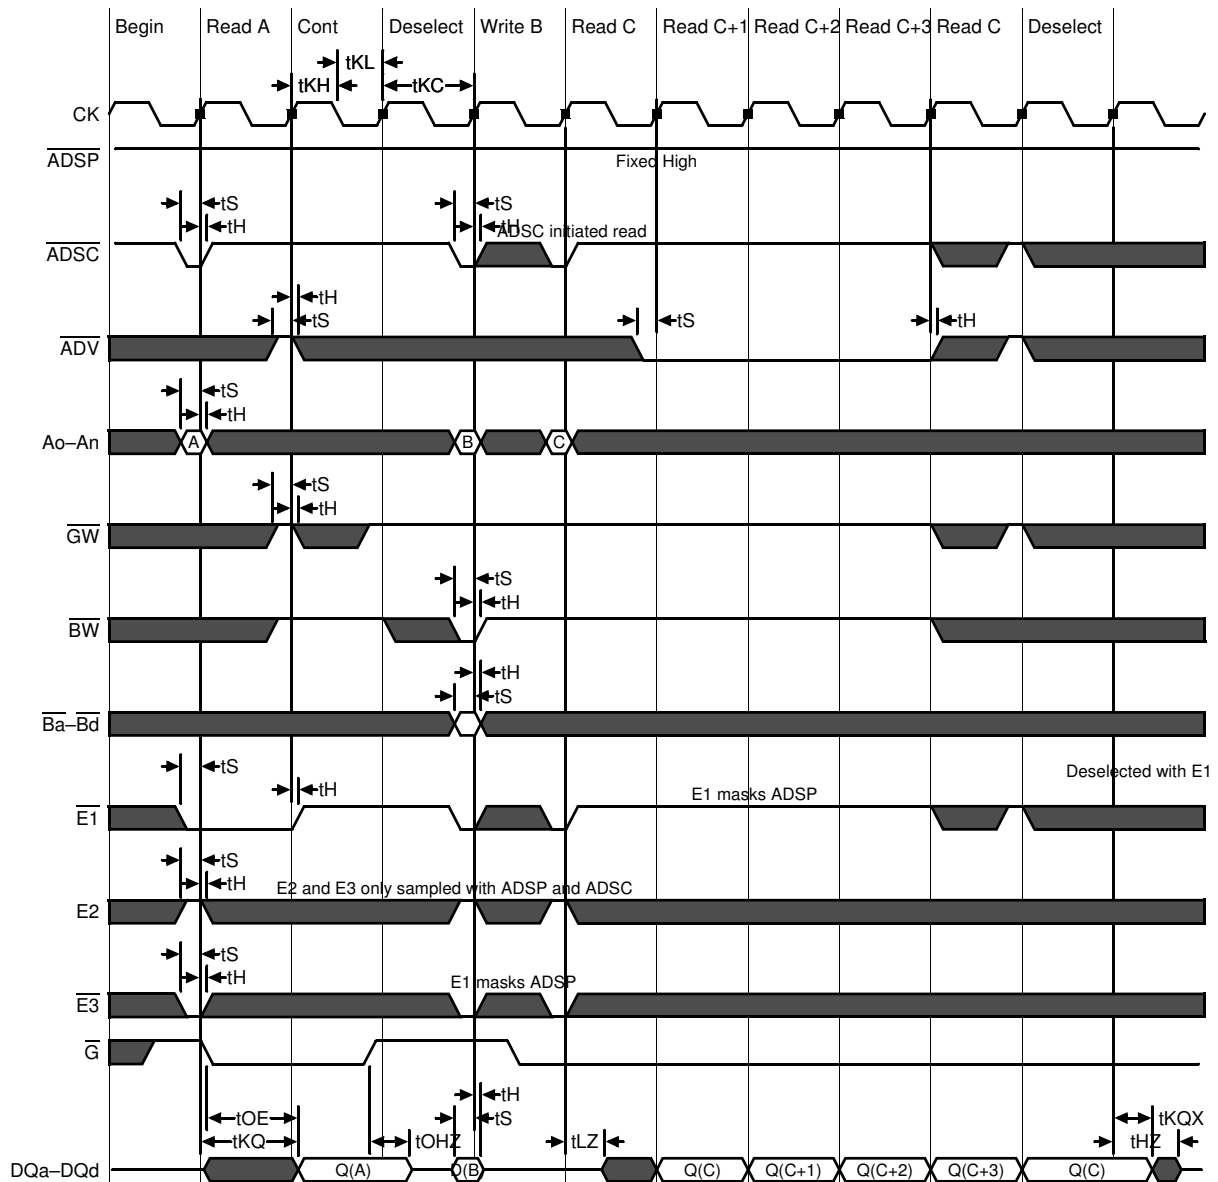 Begin Read A Cont Deselect Write B Read C Read C+1 Read C+2 Read C+3 Read C Deselect
tKL
tKH tKC
CK
ADSP Fixed High
tS tS
tH tH
ADSC initiated read
ADSC
tH
tS tS tH
ADV
tS
tH
Ao–An A B C
tS
tH
GW
tS
tH
BW
tH
tS
Ba–Bd
tS Deselected with E1
tH E1 masks ADSP
E1
tS
tH E2 and E3 only sampled with ADSP and ADSC
E2
tS
tH E1 masks ADSP
E3
G
tH
tOE tS tKQX
tKQ tOHZ tLZ tHZ
DQa–DQd Q(A) D(B) Q(C) Q(C+1) Q(C+2) Q(C+3) Q(C)